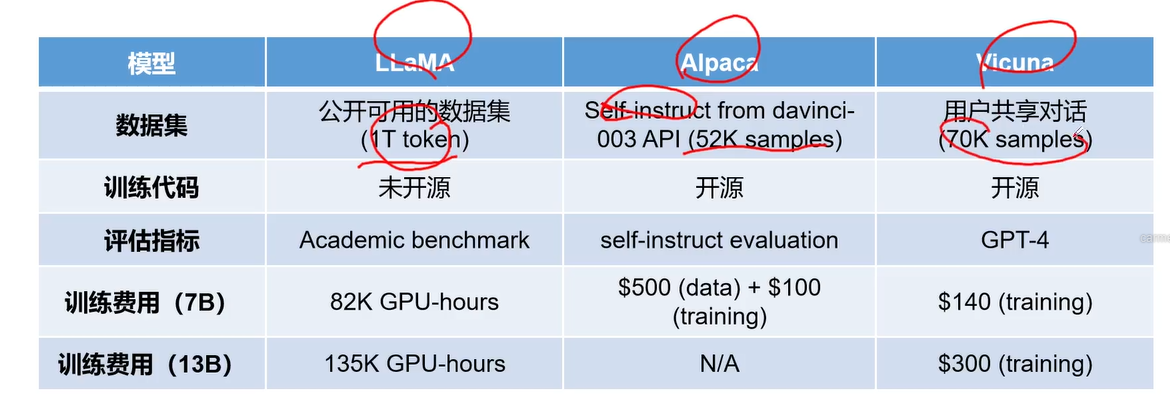 模型 LLaMA Alpaca Vicuna
数据集 公开可用的数据集 (1T token) Self-instruct from davinci-003 API (52K samples) 用户共享对话 (70K samples)
训练代码 未开源 开源 开源
评估指标 Academic benchmark self-instruct evaluation GPT-4
训练费用（7B） 82K GPU-hours $500 (data) + $100 (training) $140 (training)
训练费用（13B） 135K GPU-hours N/A $300 (training)